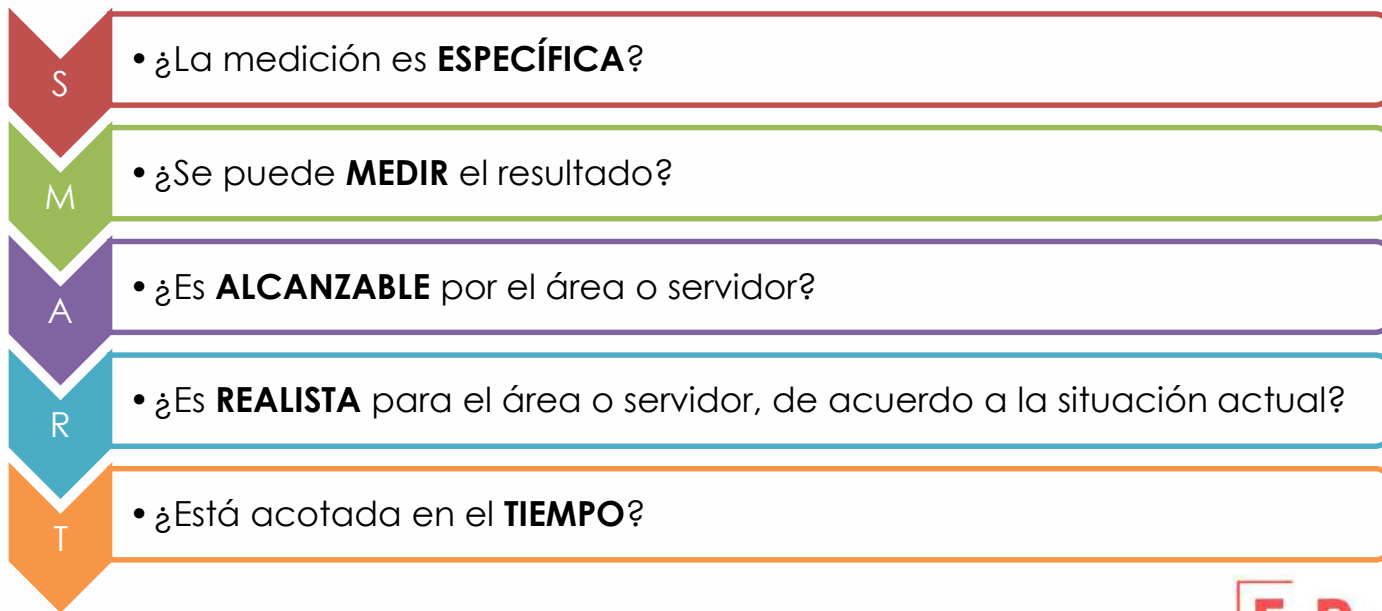 S
• ¿La medición es ESPECÍFICA?
M
• ¿Se puede MEDIR el resultado?
A
• ¿Es ALCANZABLE por el área o servidor?
R
• ¿Es REALISTA para el área o servidor, de acuerdo a la situación actual?
T
• ¿Está acotada en el TIEMPO?